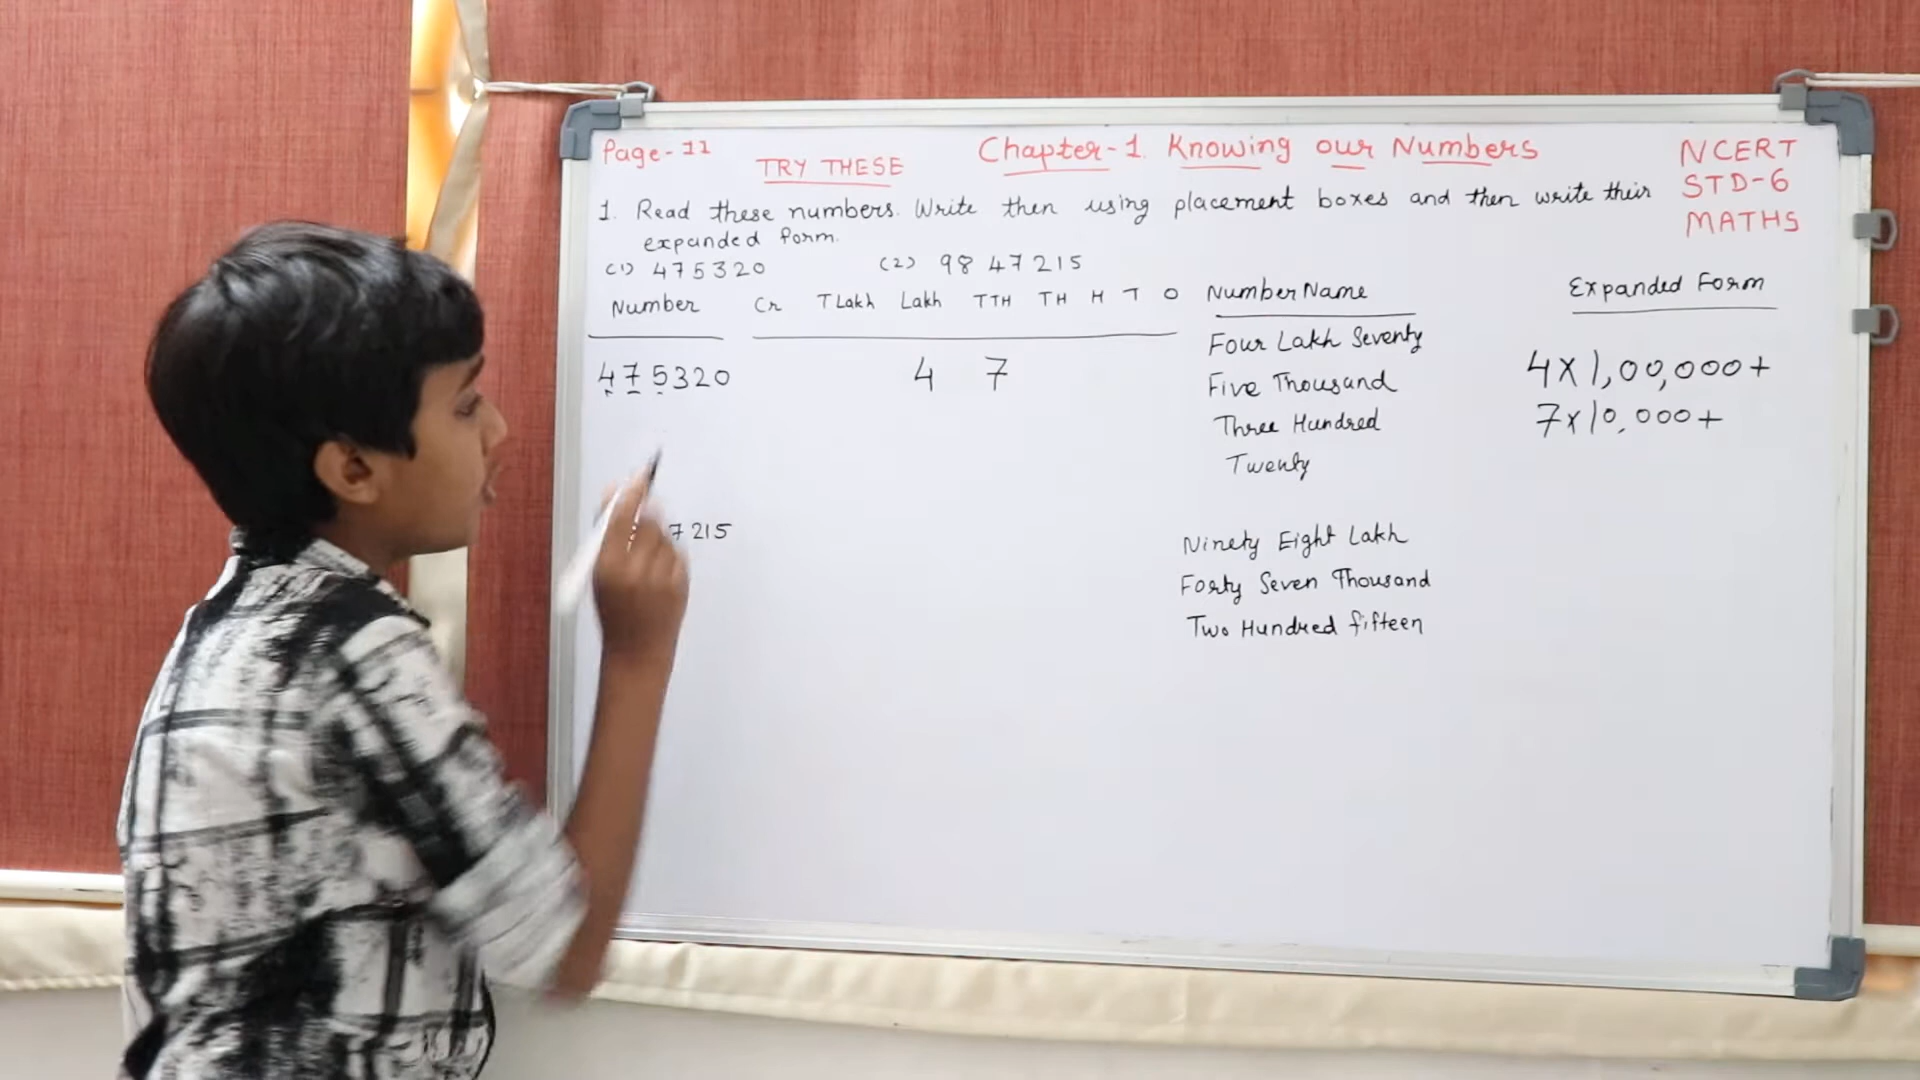 Page-11
TRY THESE
Chapter-1. Knowing our Numbers
NCERT
STD-6
MATHS
1. Read these numbers. Write then using placement boxes and then write their
expanded form.
(1) 475320 (2) 98 47215
Number Cr TLakh Lakh TTH TH H T O Number Name Expanded Form
475320 4 7
Four Lakh Seventy
Five Thousand
Three Hundred
Twenty
4 x 1,00,000 +
7 x 10,000 +
7215
Ninety Eight Lakh
Forty Seven Thousand
Two Hundred fifteen